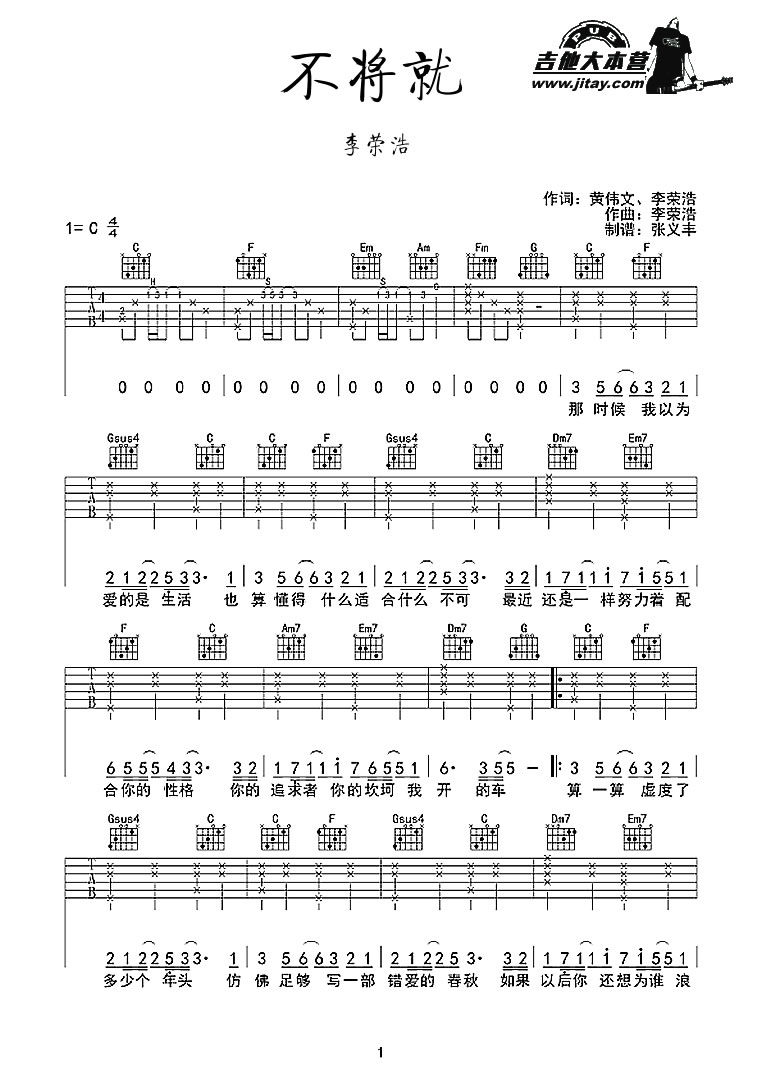 PUB
吉他大本营
www.jitay.com
不将就
李荣浩
作词：黄伟文、李荣浩
作曲：李荣浩
制谱：张义丰
1= C 4/4
C F Em Am Fm G C F
H S S
T A B 4 4
0 0 0 0 | 0 0 0 0 | 0 0 0 0 | 0 0 0 0 | 3 5 6 6 3 2 1 |
那 时候 我以为
Gsus4 C C F Gsus4 C Dm7 Em7
T A B
2 1 2 2 5 3 3· 1 | 3 5 6 6 3 2 1 | 2 1 2 2 5 3 3· 3 2 | 1 7 1 1 i 7 i 5 5 1 |
爱的是 生活 也 算 懂得 什么适 合什么 不可 最近 还是一 样努力着 配
F C Am7 Em7 Dm7 G C F
T A B
6 5 5 5 4 3 3· 3 2 | 1 7 1 1 i 7 6 5 5 1 | 6· 3 5 5 – 3 5 6 6 3 2 1 |
合你的 性格 你的 追求者 你的坎坷 我 开 的车 算 一算 虚度了
Gsus4 C C F Gsus4 C Dm7 Em7
T A B
2 1 2 2 5 3 3· 1 | 3 5 6 6 3 2 1 | 2 1 2 2 5 3 3· 3 2 | 1 7 1 1 i 7 i 5 5 1 |
多少个 年头 仿 佛 足够 写一部 错爱的 春秋 如果 以后你 还想为谁 浪
1